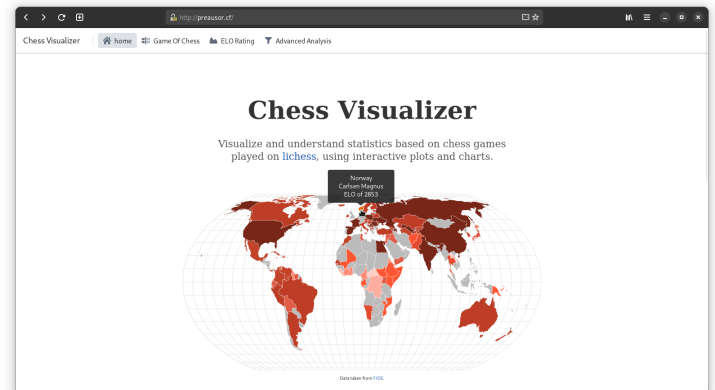 http://preausor.cf/
Chess Visualizer home Game Of Chess ELO Rating Advanced Analysis
Chess Visualizer
Visualize and understand statistics based on chess games
played on lichess, using interactive plots and charts.
Norway
Carlsen Magnus
ELO of 2853
Data taken from FIDE.